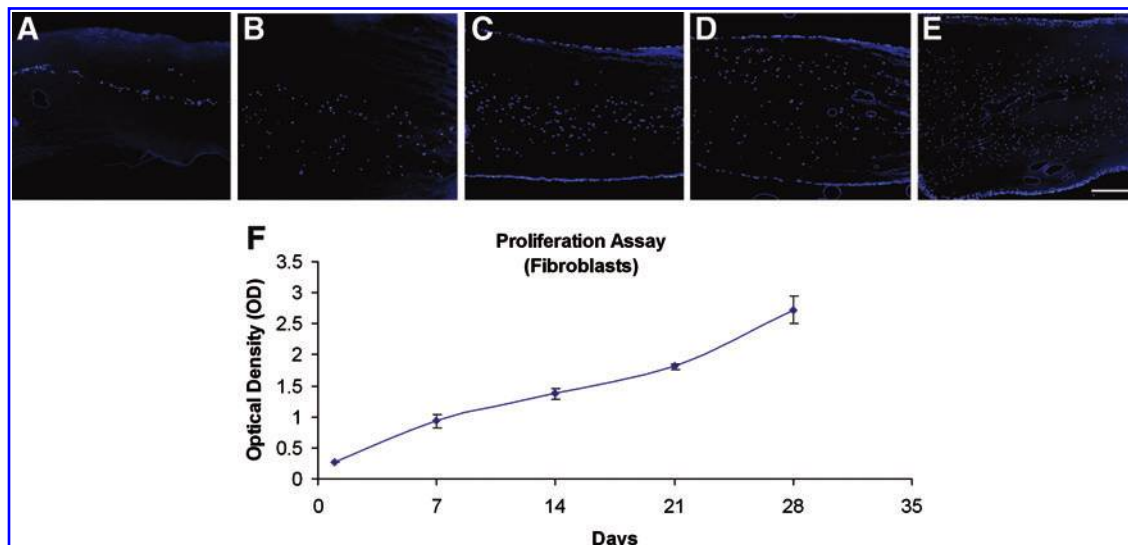 A B C D E
F
Proliferation Assay
(Fibroblasts)
Optical Density (OD)
3.5
3
2.5
2
1.5
1
0.5
0
0 7 14 21 28 35
Days